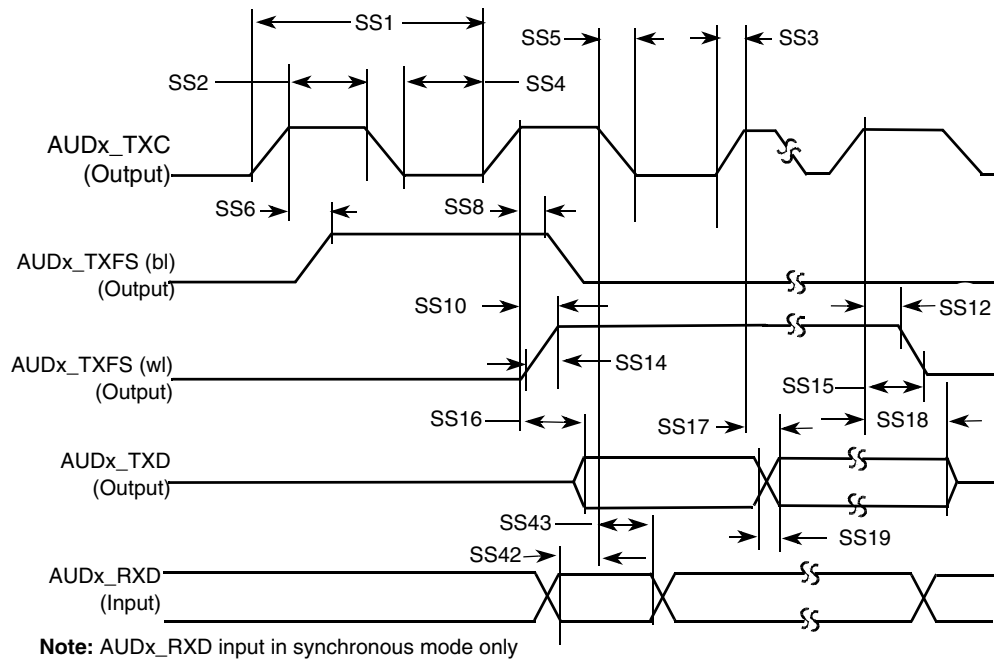 SS1
SS5
SS3
SS2
SS4
AUDx_TXC
(Output)
SS6
SS8
AUDx_TXFS (bl)
(Output)
SS10
SS12
AUDx_TXFS (wl)
(Output)
SS14
SS15
SS16
SS17
SS18
AUDx_TXD
(Output)
SS43
SS19
SS42
AUDx_RXD
(Input)
Note: AUDx_RXD input in synchronous mode only